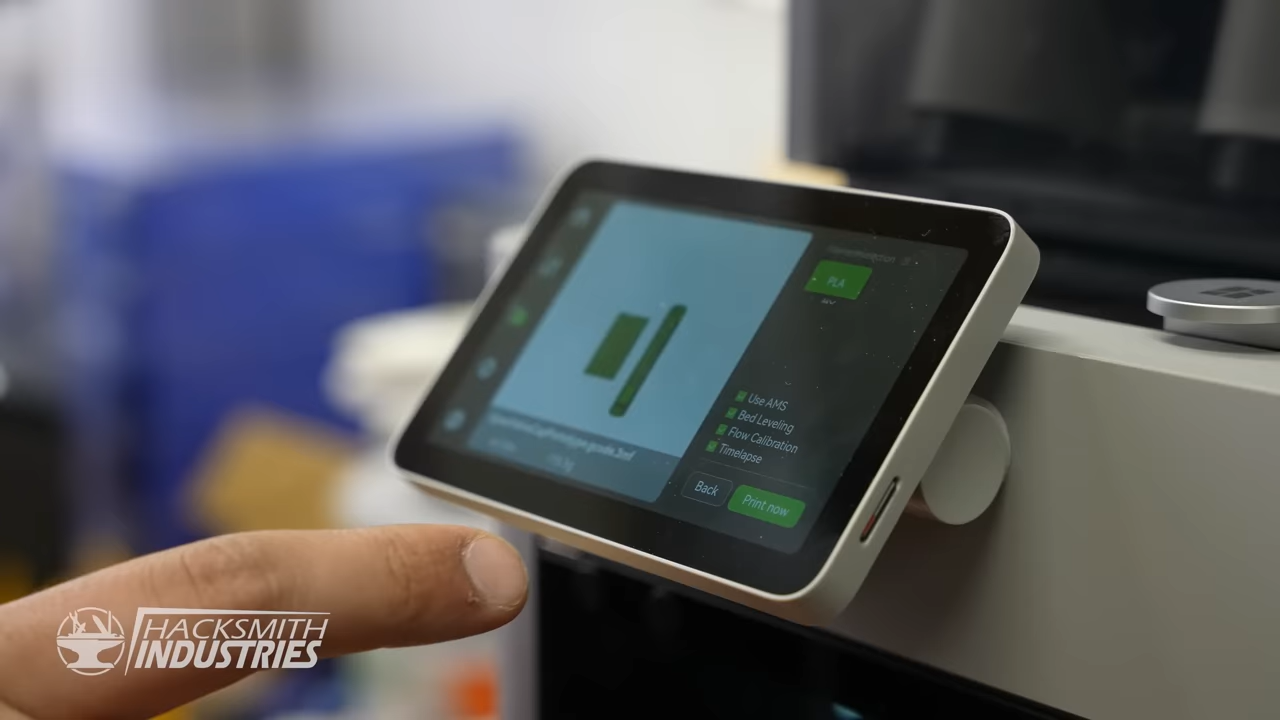 PLA
Use AMS
Bed Leveling
Flow Calibration
Timelapse
Back
Print now
HACKSMITH
INDUSTRIES